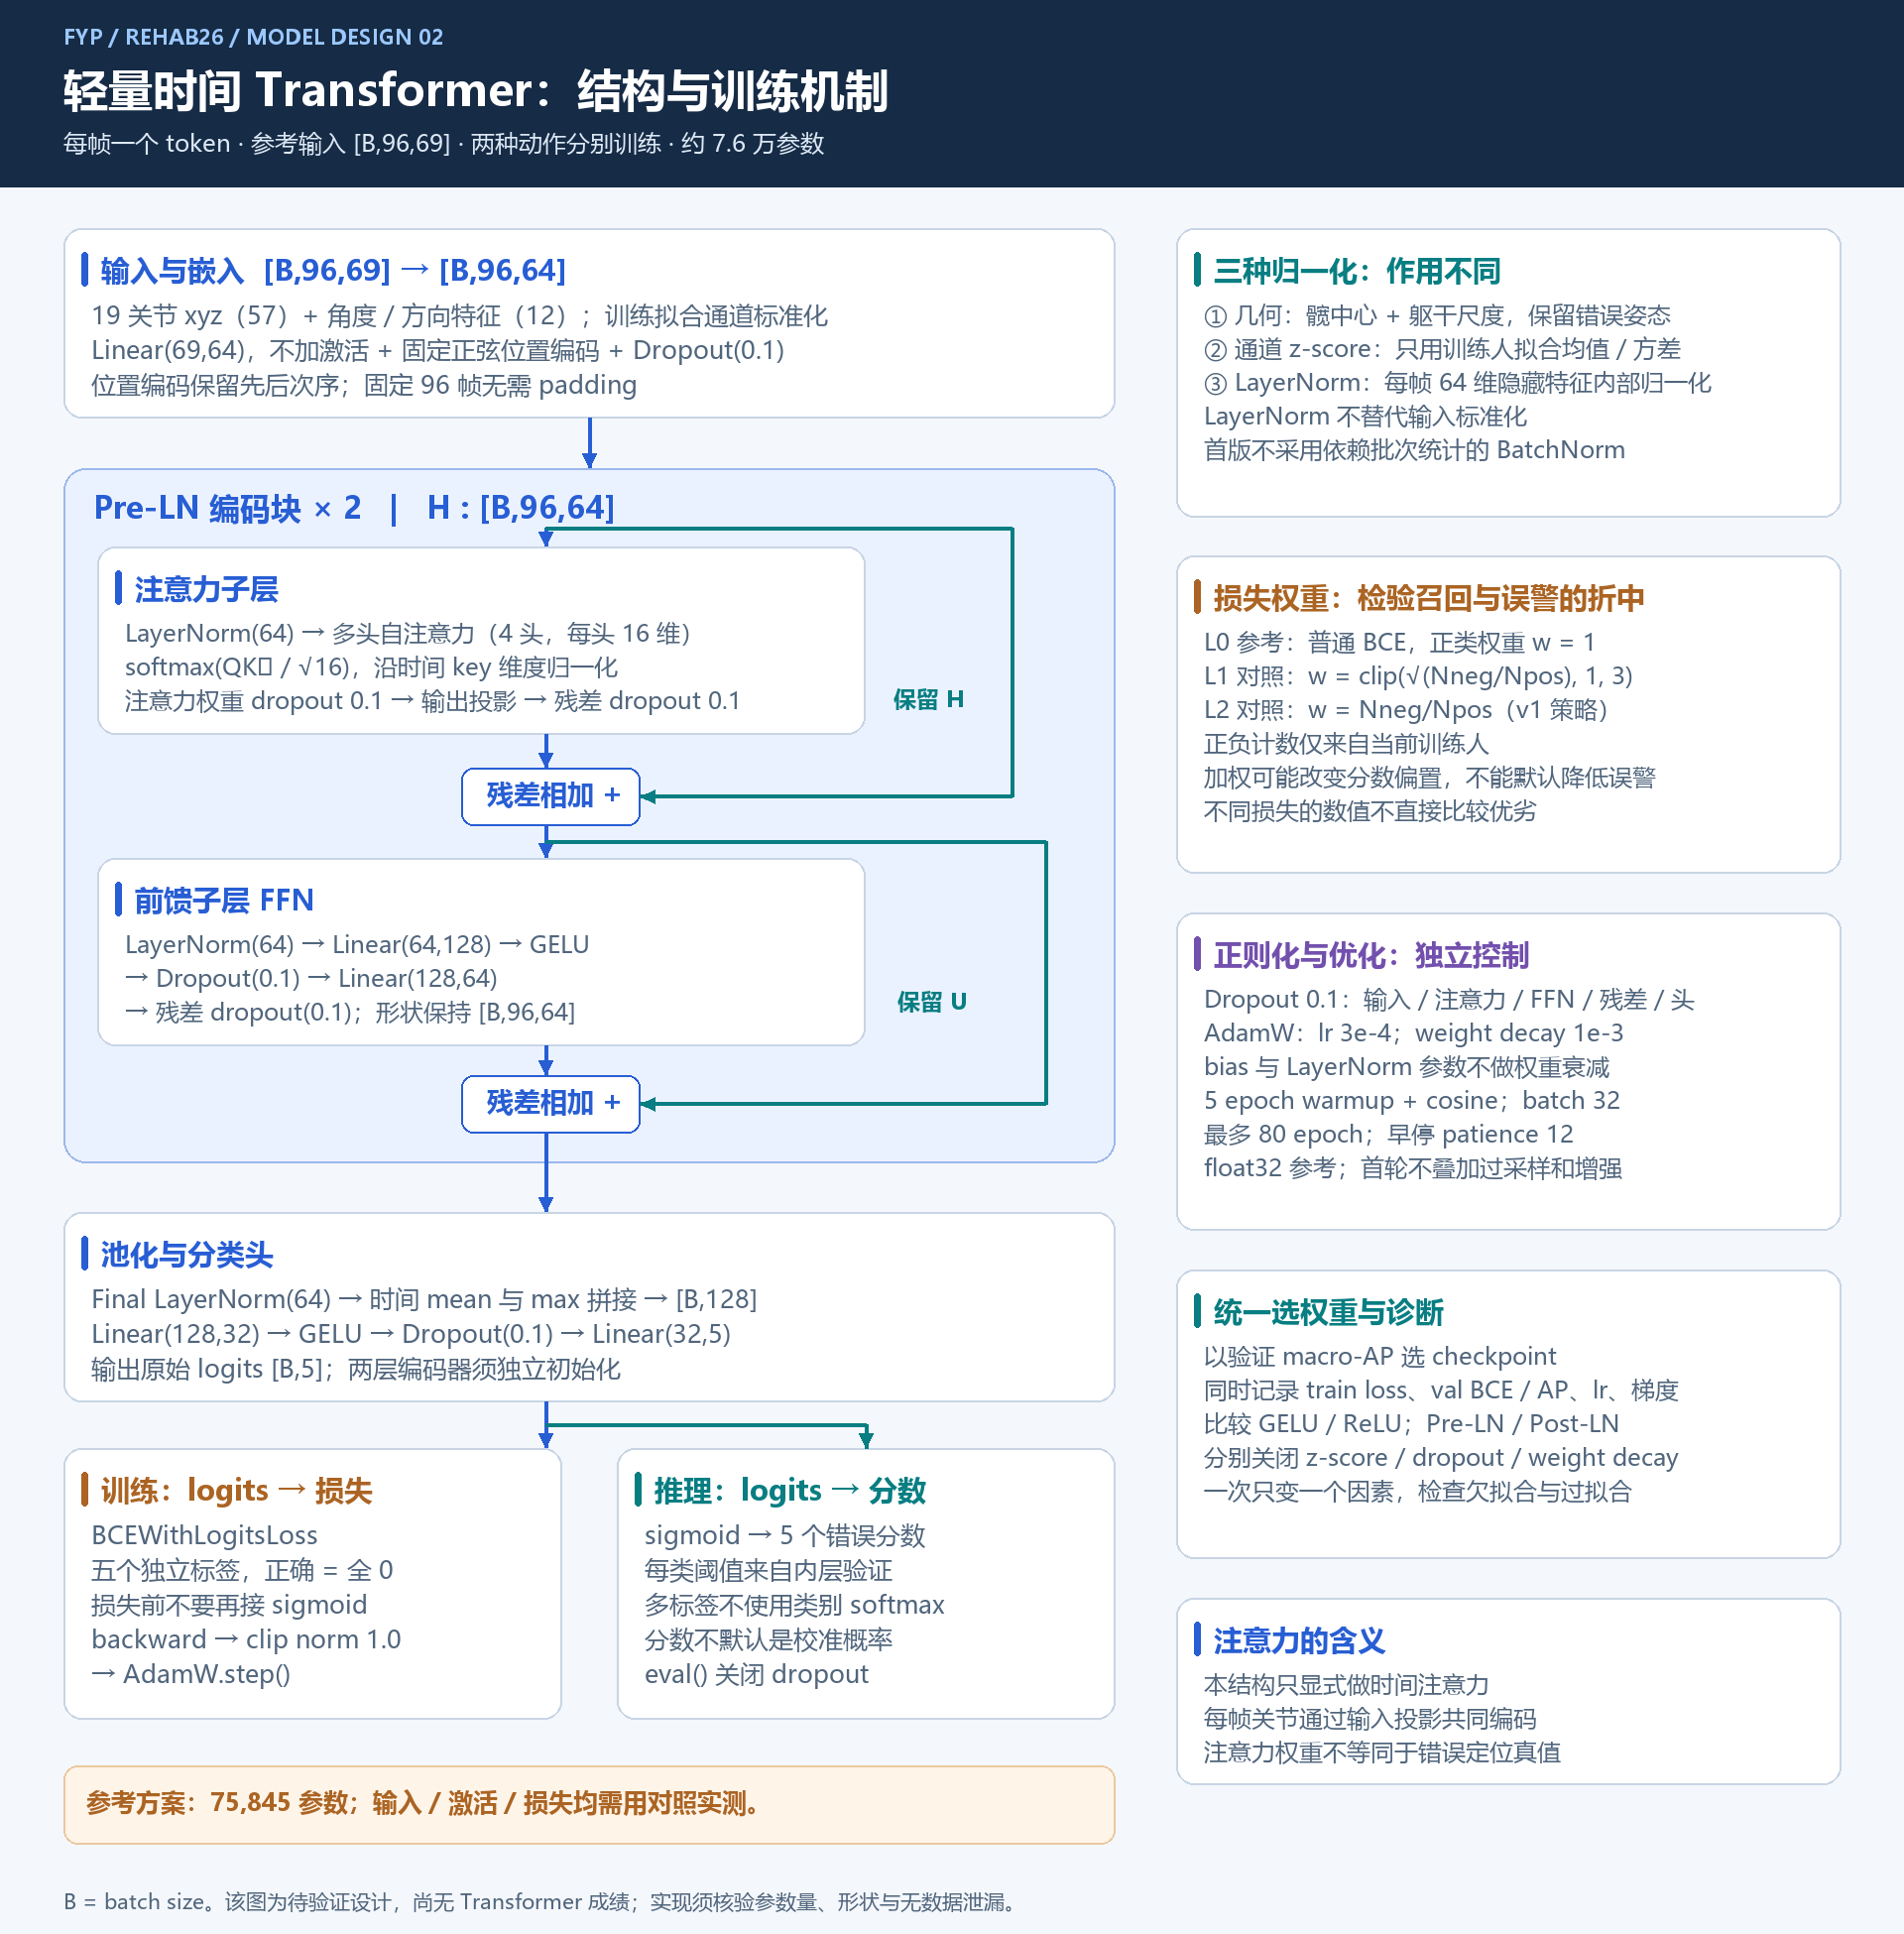 FYP / REHAB26 / MODEL DESIGN 02
轻量时间 Transformer：结构与训练机制
每帧一个 token · 参考输入 [B,96,69] · 两种动作分别训练 · 约 7.6 万参数
输入与嵌入 [B,96,69] → [B,96,64]
19 关节 xyz（57）+ 角度 / 方向特征（12）；训练拟合通道标准化
Linear(69,64)，不加激活 + 固定正弦位置编码 + Dropout(0.1)
位置编码保留先后次序；固定 96 帧无需 padding
Pre-LN 编码块 × 2 | H : [B,96,64]
注意力子层
LayerNorm(64) → 多头自注意力（4 头，每头 16 维）
softmax(QK□ / √16)，沿时间 key 维度归一化
注意力权重 dropout 0.1 → 输出投影 → 残差 dropout 0.1
保留 H
残差相加 +
前馈子层 FFN
LayerNorm(64) → Linear(64,128) → GELU
→ Dropout(0.1) → Linear(128,64)
→ 残差 dropout(0.1)；形状保持 [B,96,64]
保留 U
残差相加 +
池化与分类头
Final LayerNorm(64) → 时间 mean 与 max 拼接 → [B,128]
Linear(128,32) → GELU → Dropout(0.1) → Linear(32,5)
输出原始 logits [B,5]；两层编码器须独立初始化
训练：logits → 损失
BCEWithLogitsLoss
五个独立标签，正确 = 全 0
损失前不要再接 sigmoid
backward → clip norm 1.0
→ AdamW.step()
推理：logits → 分数
sigmoid → 5 个错误分数
每类阈值来自内层验证
多标签不使用类别 softmax
分数不默认是校准概率
eval() 关闭 dropout
参考方案：75,845 参数；输入 / 激活 / 损失均需用对照实测。
三种归一化：作用不同
① 几何：髋中心 + 躯干尺度，保留错误姿态
② 通道 z-score：只用训练人拟合均值 / 方差
③ LayerNorm：每帧 64 维隐藏特征内部归一化
LayerNorm 不替代输入标准化
首版不采用依赖批次统计的 BatchNorm
损失权重：检验召回与误警的折中
L0 参考：普通 BCE，正类权重 w = 1
L1 对照：w = clip(√(Nneg/Npos), 1, 3)
L2 对照：w = Nneg/Npos（v1 策略）
正负计数仅来自当前训练人
加权可能改变分数偏置，不能默认降低误警
不同损失的数值不直接比较优劣
正则化与优化：独立控制
Dropout 0.1：输入 / 注意力 / FFN / 残差 / 头
AdamW：lr 3e-4；weight decay 1e-3
bias 与 LayerNorm 参数不做权重衰减
5 epoch warmup + cosine；batch 32
最多 80 epoch；早停 patience 12
float32 参考；首轮不叠加过采样和增强
统一选权重与诊断
以验证 macro-AP 选 checkpoint
同时记录 train loss、val BCE / AP、lr、梯度
比较 GELU / ReLU；Pre-LN / Post-LN
分别关闭 z-score / dropout / weight decay
一次只变一个因素，检查欠拟合与过拟合
注意力的含义
本结构只显式做时间注意力
每帧关节通过输入投影共同编码
注意力权重不等同于错误定位真值
B = batch size。该图为待验证设计，尚无 Transformer 成绩；实现须核验参数量、形状与无数据泄漏。